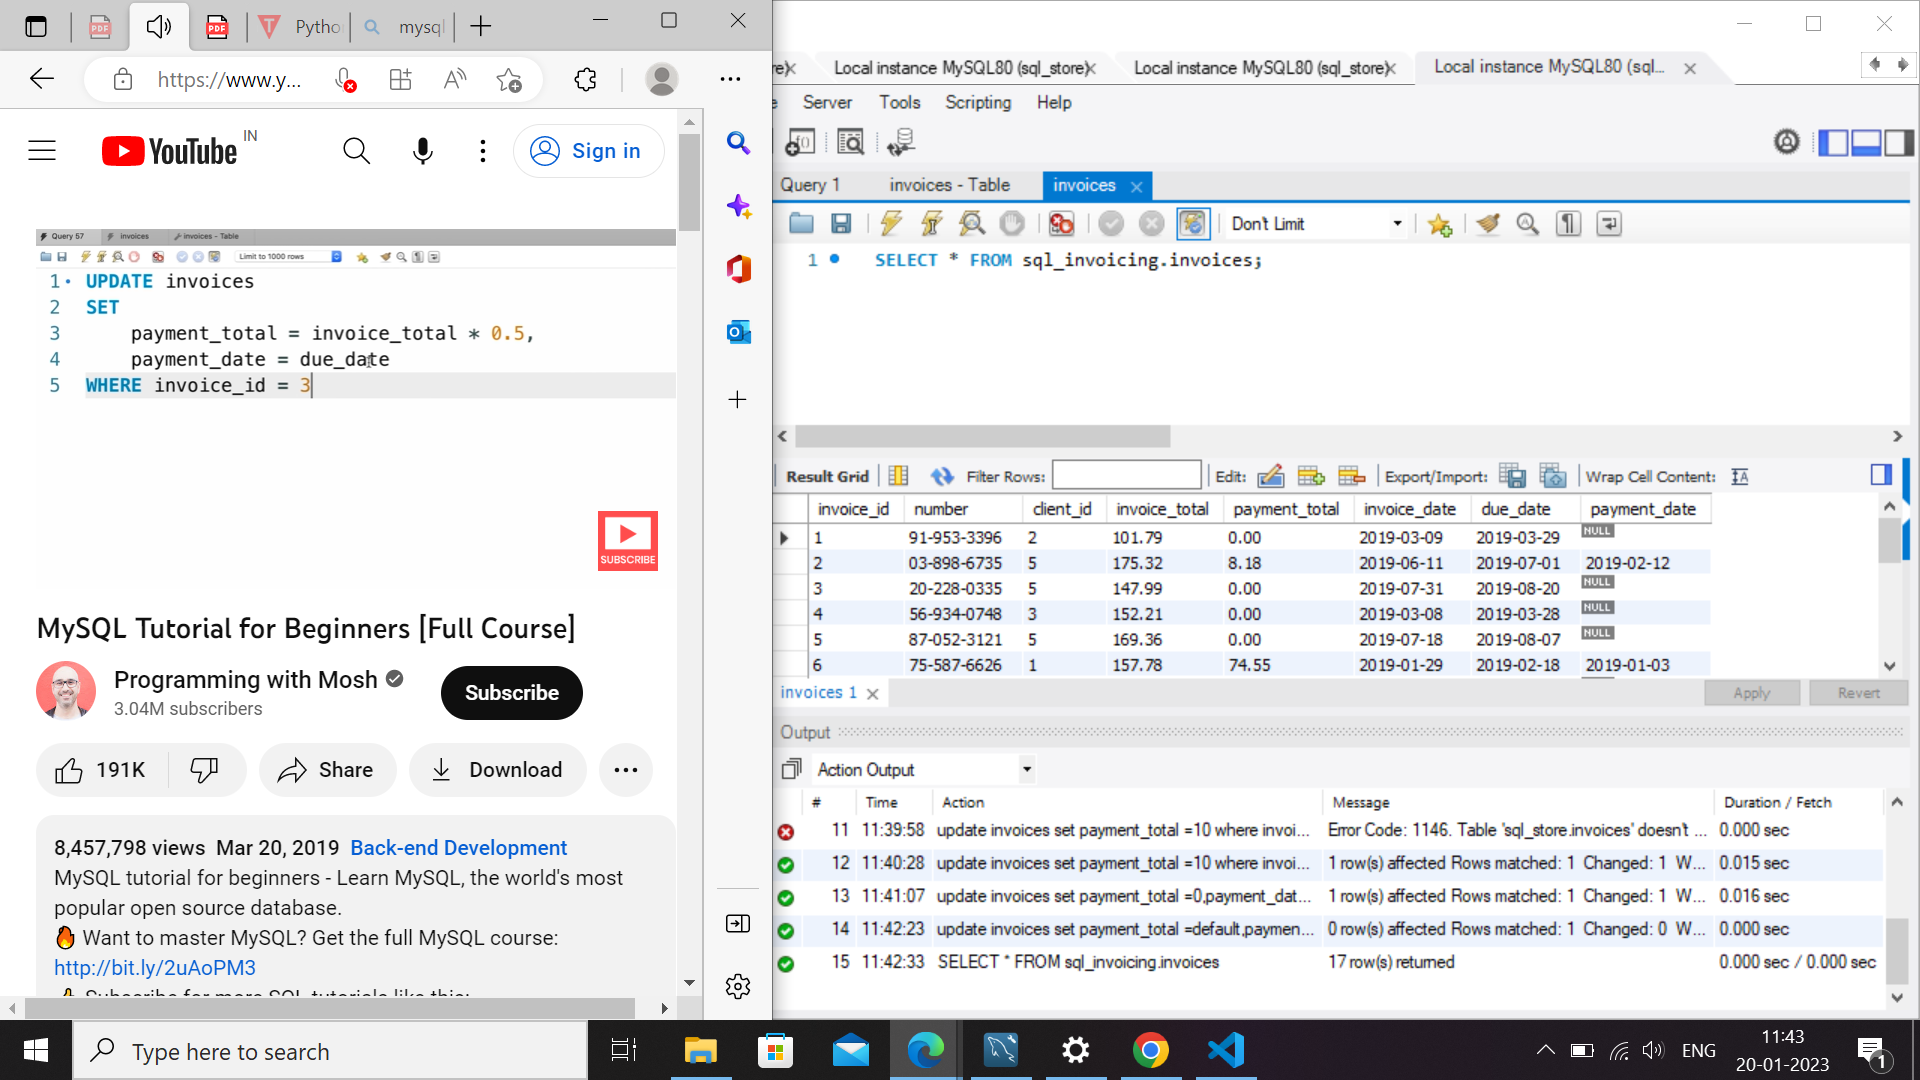 Pytho
mysql
https://www.y...
YouTube IN
Sign in
Query 57 invoices invoices - Table
Limit to 1000 rows
1 UPDATE invoices
2 SET
3 payment_total = invoice_total * 0.5,
4 payment_date = due_date
5 WHERE invoice_id = 3
SUBSCRIBE
MySQL Tutorial for Beginners [Full Course]
Programming with Mosh
3.04M subscribers
Subscribe
191K Share Download
8,457,798 views Mar 20, 2019 Back-end Development
MySQL tutorial for beginners - Learn MySQL, the world's most
popular open source database.
🔥 Want to master MySQL? Get the full MySQL course:
http://bit.ly/2uAoPM3
Subscribe for more SQL tutorials like this:
re) Local instance MySQL80 (sql_store) Local instance MySQL80 (sql_store) Local instance MySQL80 (sql...
Server Tools Scripting Help
Query 1 invoices - Table invoices
Don't Limit
1 SELECT * FROM sql_invoicing.invoices;
Result Grid Filter Rows: Edit: Export/Import: Wrap Cell Content:
invoice_id number client_id invoice_total payment_total invoice_date due_date payment_date
1 91-953-3396 2 101.79 0.00 2019-03-09 2019-03-29 NULL
2 03-898-6735 5 175.32 8.18 2019-06-11 2019-07-01 2019-02-12
3 20-228-0335 5 147.99 0.00 2019-07-31 2019-08-20 NULL
4 56-934-0748 3 152.21 0.00 2019-03-08 2019-03-28 NULL
5 87-052-3121 5 169.36 0.00 2019-07-18 2019-08-07 NULL
6 75-587-6626 1 157.78 74.55 2019-01-29 2019-02-18 2019-01-03
invoices 1 Apply Revert
Output
Action Output
# Time Action Message Duration / Fetch
11 11:39:58 update invoices set payment_total =10 where invoi... Error Code: 1146. Table 'sql_store.invoices' doesn't ... 0.000 sec
12 11:40:28 update invoices set payment_total =10 where invoi... 1 row(s) affected Rows matched: 1 Changed: 1 W... 0.015 sec
13 11:41:07 update invoices set payment_total =0,payment_dat... 1 row(s) affected Rows matched: 1 Changed: 1 W... 0.016 sec
14 11:42:23 update invoices set payment_total =default,paymen... 0 row(s) affected Rows matched: 1 Changed: 0 W... 0.000 sec
15 11:42:33 SELECT * FROM sql_invoicing.invoices 17 row(s) returned 0.000 sec / 0.000 sec
Type here to search
ENG
11:43
20-01-2023
1